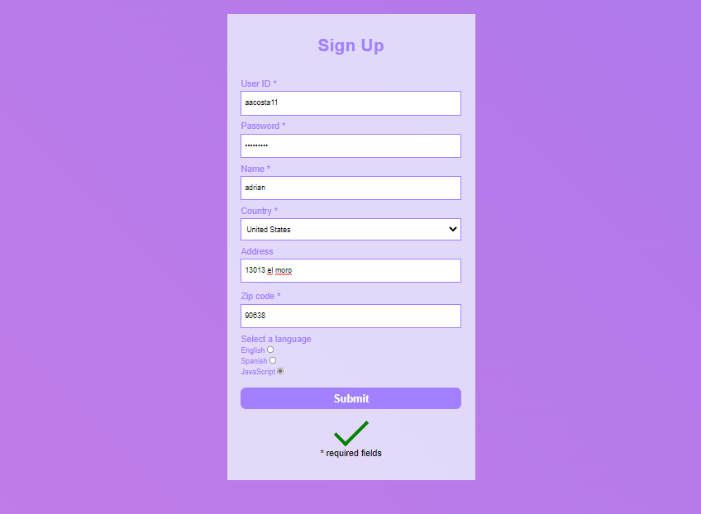 Sign Up
User ID *
aacosta11
Password *
•••••••••
Name *
adrian
Country *
United States
Address
13013 el moro
Zip code *
90638
Select a language
English
Spanish
JavaScript
Submit
* required fields